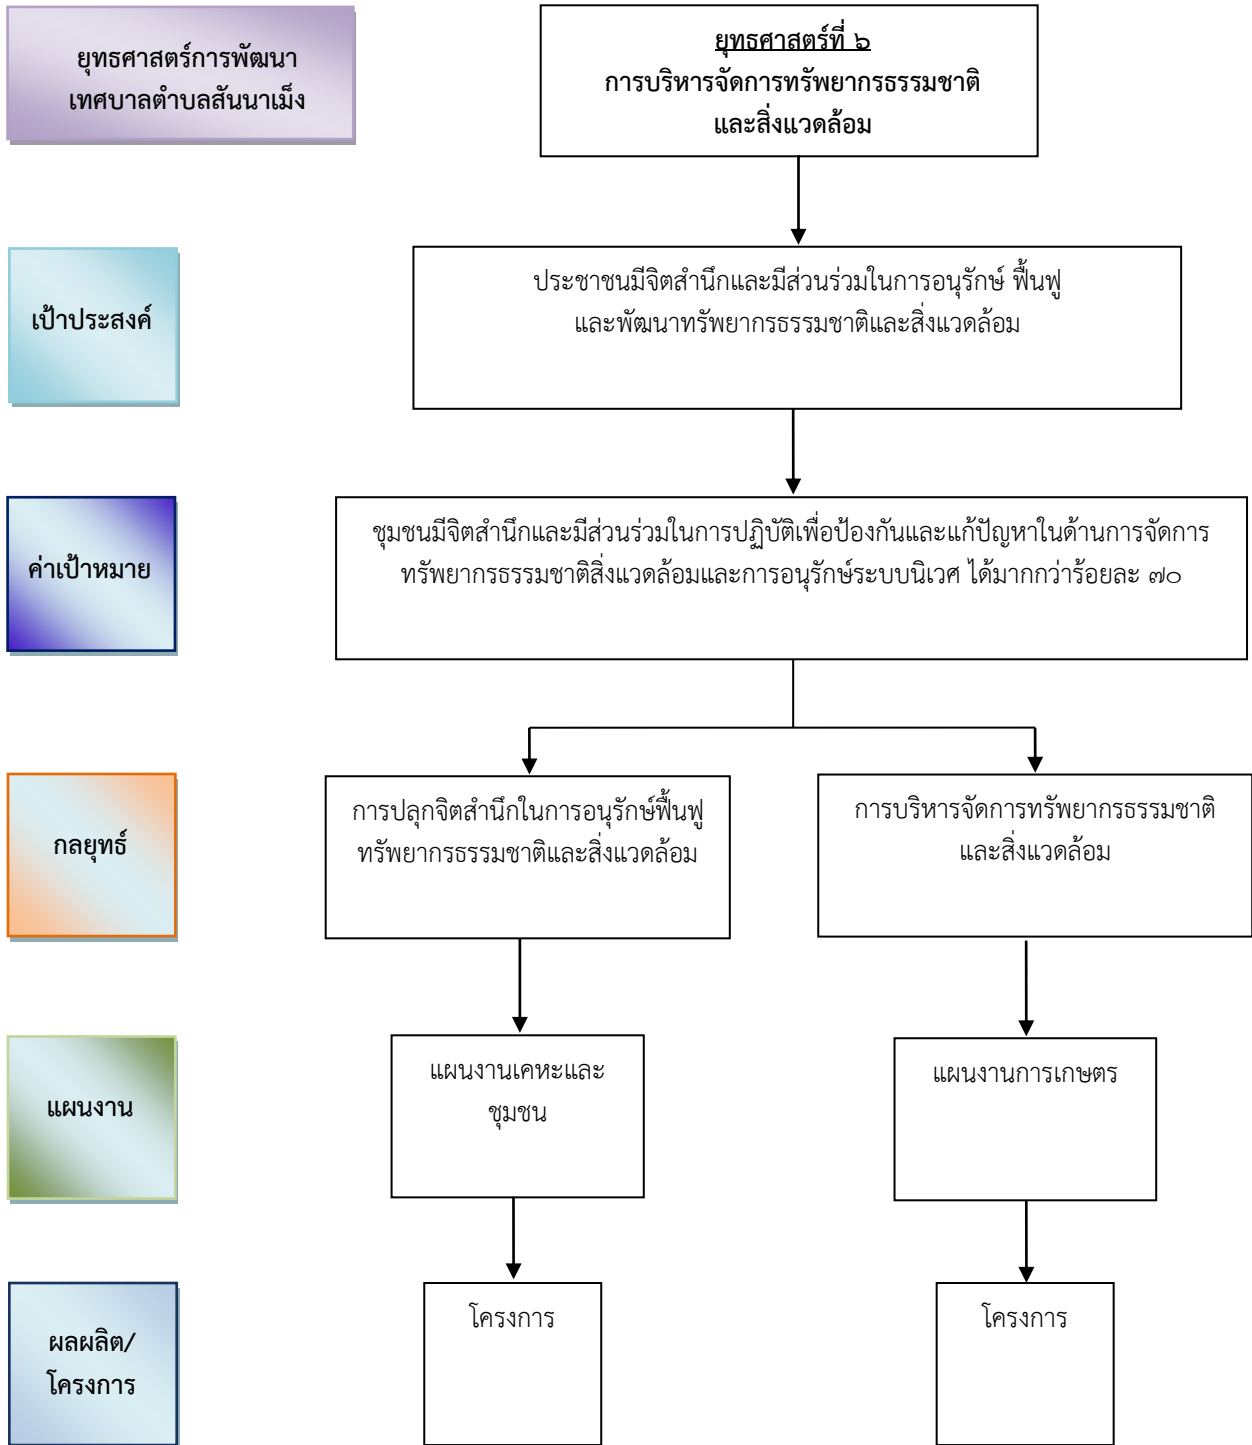 ยุทธศาสตร์การพัฒนา
เทศบาลตำบลสันนาเม็ง
ยุทธศาสตร์ที่ ๖
การบริหารจัดการทรัพยากรธรรมชาติ
และสิ่งแวดล้อม
เป้าประสงค์
ประชาชนมีจิตสำนึกและมีส่วนร่วมในการอนุรักษ์ ฟื้นฟู
และพัฒนาทรัพยากรธรรมชาติและสิ่งแวดล้อม
ค่าเป้าหมาย
ชุมชนมีจิตสำนึกและมีส่วนร่วมในการปฏิบัติเพื่อป้องกันและแก้ปัญหาในด้านการจัดการ
ทรัพยากรธรรมชาติสิ่งแวดล้อมและการอนุรักษ์ระบบนิเวศ ได้มากกว่าร้อยละ ๗๐
กลยุทธ์
การปลุกจิตสำนึกในการอนุรักษ์ฟื้นฟู
ทรัพยากรธรรมชาติและสิ่งแวดล้อม
การบริหารจัดการทรัพยากรธรรมชาติ
และสิ่งแวดล้อม
แผนงาน
แผนงานเคหะและ
ชุมชน
แผนงานการเกษตร
ผลผลิต/
โครงการ
โครงการ
โครงการ